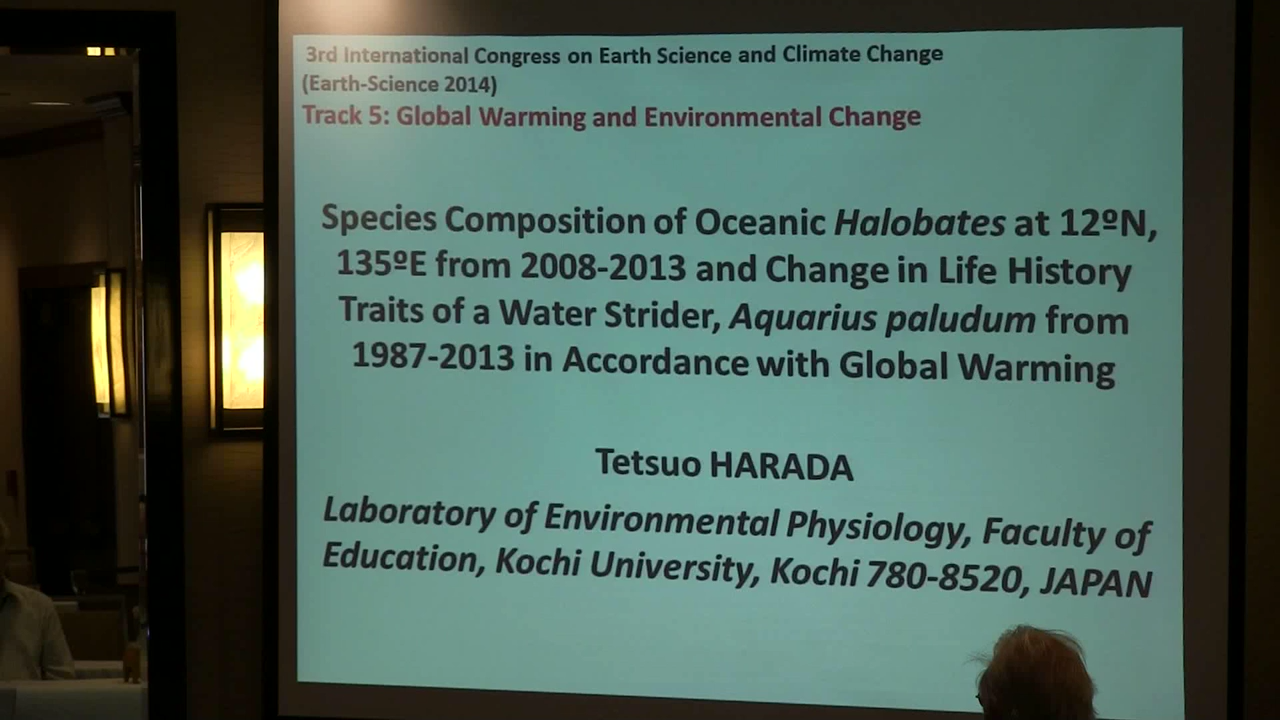 3rd International Congress on Earth Science and Climate Change
(Earth-Science 2014)
Track 5: Global Warming and Environmental Change
Species Composition of Oceanic Halobates at 12ºN,
135ºE from 2008-2013 and Change in Life History
Traits of a Water Strider, Aquarius paludum from
1987-2013 in Accordance with Global Warming
Tetsuo HARADA
Laboratory of Environmental Physiology, Faculty of
Education, Kochi University, Kochi 780-8520, JAPAN